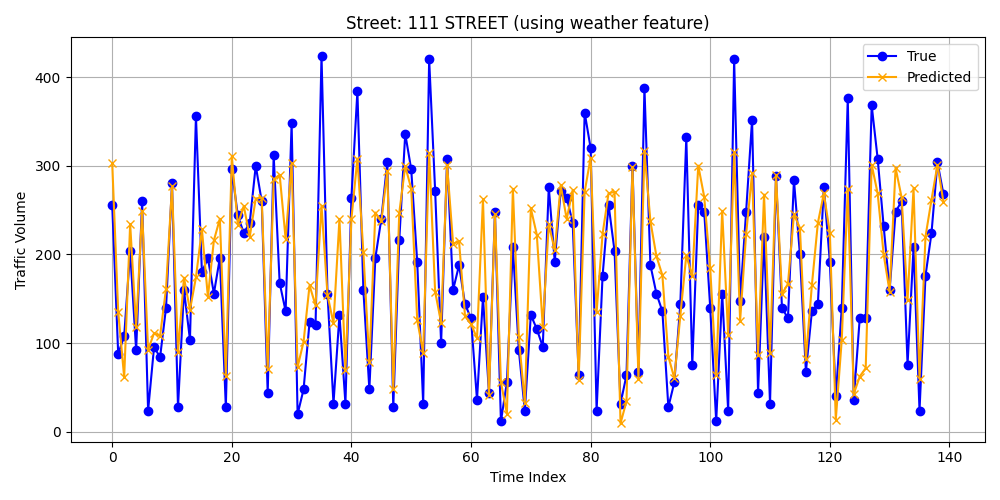 Street: 111 STREET (using weather feature)
True
Predicted
Traffic Volume
400
300
200
100
0
0 20 40 60 80 100 120 140
Time Index